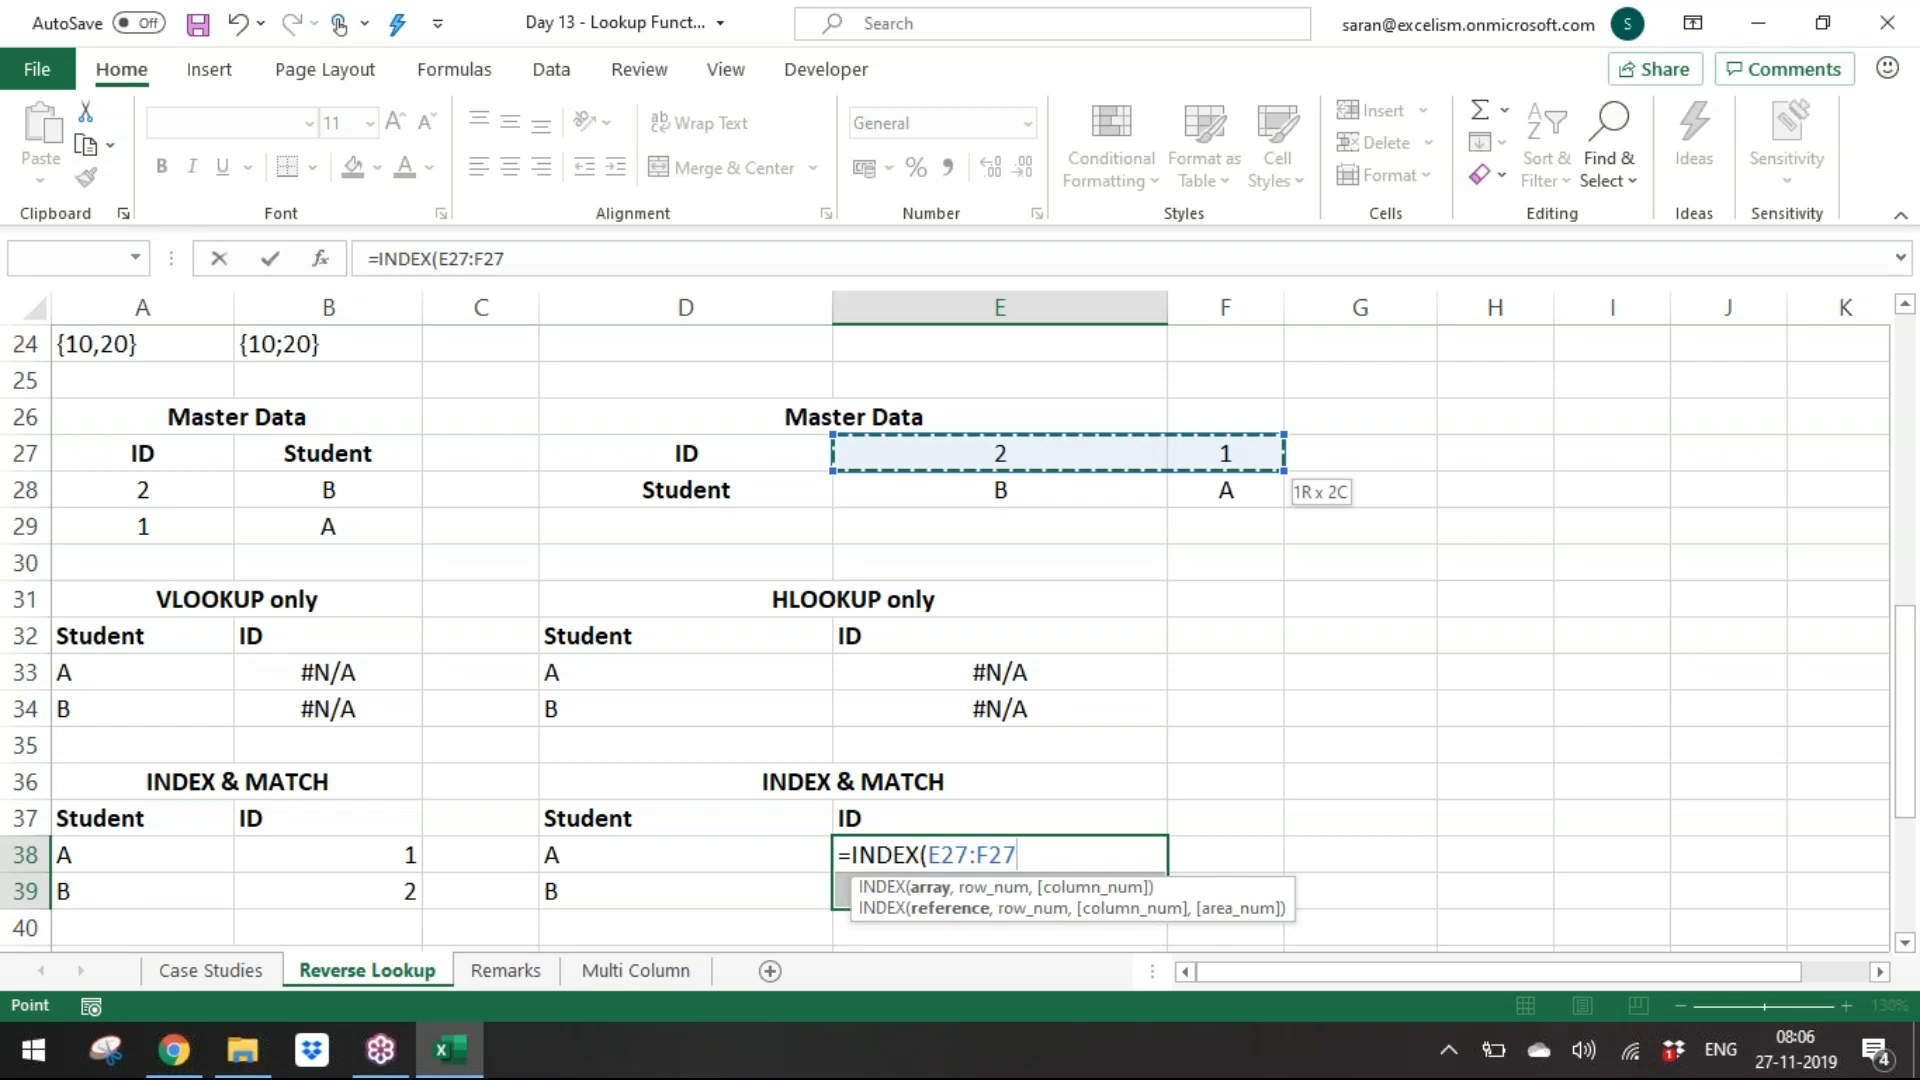 AutoSave Off Day 13 - Lookup Funct... Search saran@excelism.onmicrosoft.com S
File Home Insert Page Layout Formulas Data Review View Developer Share Comments
Paste 11 A A B I U A ab Wrap Text Merge & Center General % Conditional Formatting Format as Table Cell Styles Insert Delete Format Σ Sort & Filter Find & Select Ideas Sensitivity
Clipboard Font Alignment Number Styles Cells Editing Ideas Sensitivity
fx =INDEX(E27:F27
A B C D E F G H I J K
24 {10,20} {10;20}
25
26 Master Data Master Data
27 ID Student ID 2 1
28 2 B Student B A 1R x 2C
29 1 A
30
31 VLOOKUP only HLOOKUP only
32 Student ID Student ID
33 A #N/A A #N/A
34 B #N/A B #N/A
35
36 INDEX & MATCH INDEX & MATCH
37 Student ID Student ID
38 A 1 A =INDEX(E27:F27
39 B 2 B
INDEX(array, row_num, [column_num])
INDEX(reference, row_num, [column_num], [area_num])
40
Case Studies Reverse Lookup Remarks Multi Column
Point 130%
ENG 08:06
27-11-2019 4